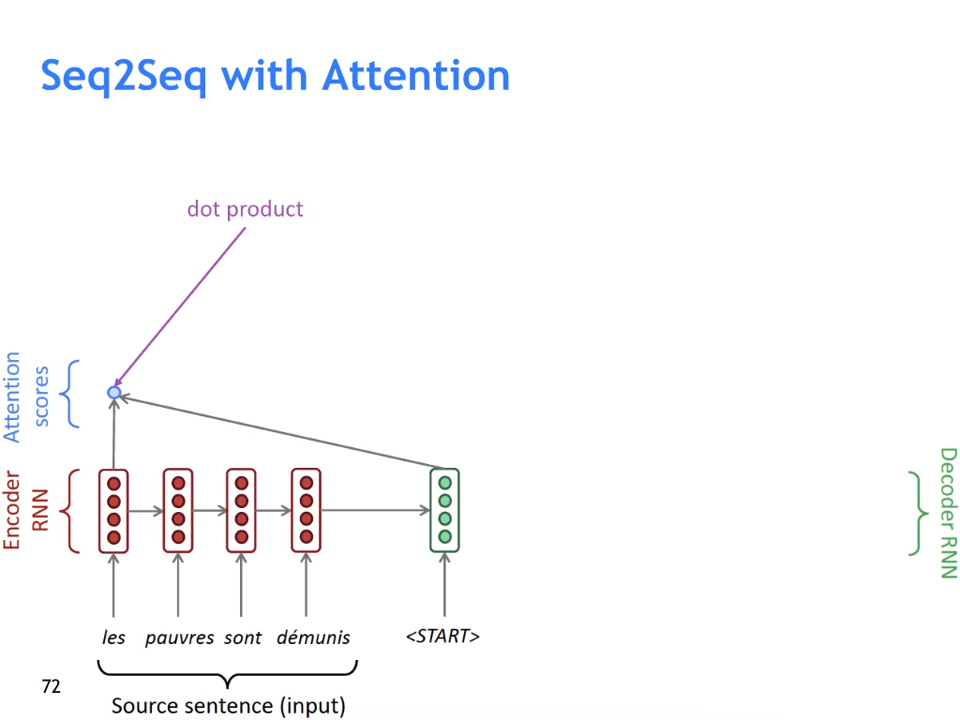 Seq2Seq with Attention
dot product
Attention
scores
Encoder
RNN
Decoder RNN
les pauvres sont démunis <START>
72
Source sentence (input)